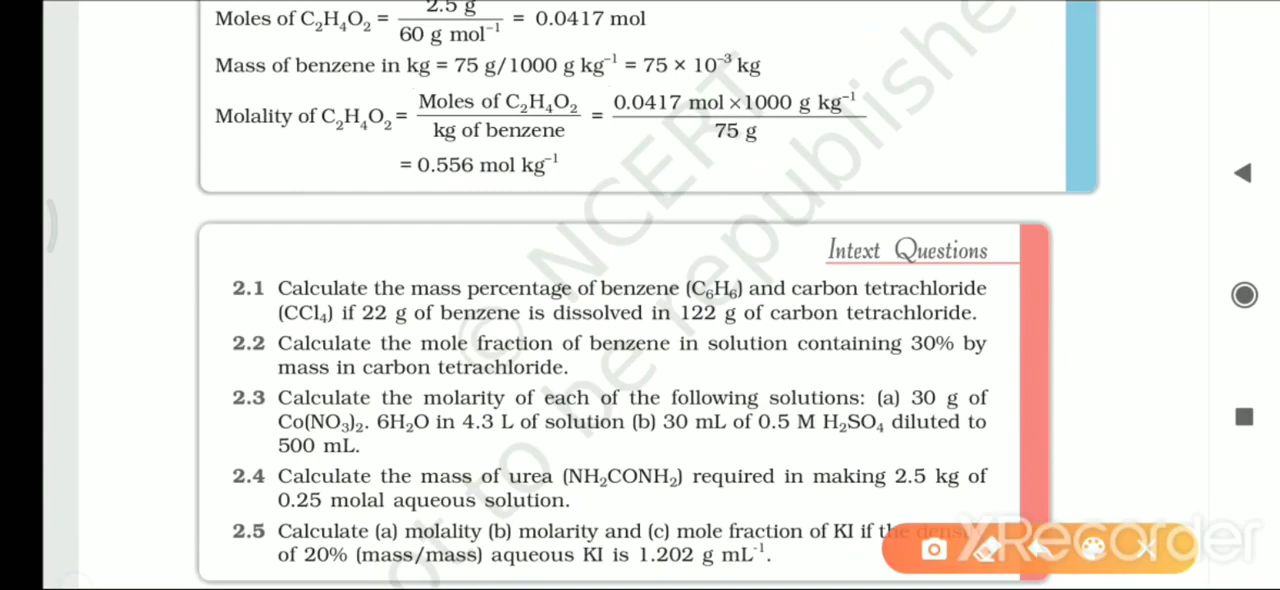 Moles of C₂H₄O₂ = 2.5 g / 60 g mol⁻¹ = 0.0417 mol
Mass of benzene in kg = 75 g/1000 g kg⁻¹ = 75 × 10⁻³ kg
Molality of C₂H₄O₂ = Moles of C₂H₄O₂ / kg of benzene = 0.0417 mol ×1000 g kg⁻¹ / 75 g
= 0.556 mol kg⁻¹
© NCERT
not to be republishe
Intext Questions
2.1 Calculate the mass percentage of benzene (C₆H₆) and carbon tetrachloride
(CCl₄) if 22 g of benzene is dissolved in 122 g of carbon tetrachloride.
2.2 Calculate the mole fraction of benzene in solution containing 30% by
mass in carbon tetrachloride.
2.3 Calculate the molarity of each of the following solutions: (a) 30 g of
Co(NO₃)₂. 6H₂O in 4.3 L of solution (b) 30 mL of 0.5 M H₂SO₄ diluted to
500 mL.
2.4 Calculate the mass of urea (NH₂CONH₂) required in making 2.5 kg of
0.25 molal aqueous solution.
2.5 Calculate (a) molality (b) molarity and (c) mole fraction of KI if the
of 20% (mass/mass) aqueous KI is 1.202 g mL⁻¹.
XRecorder